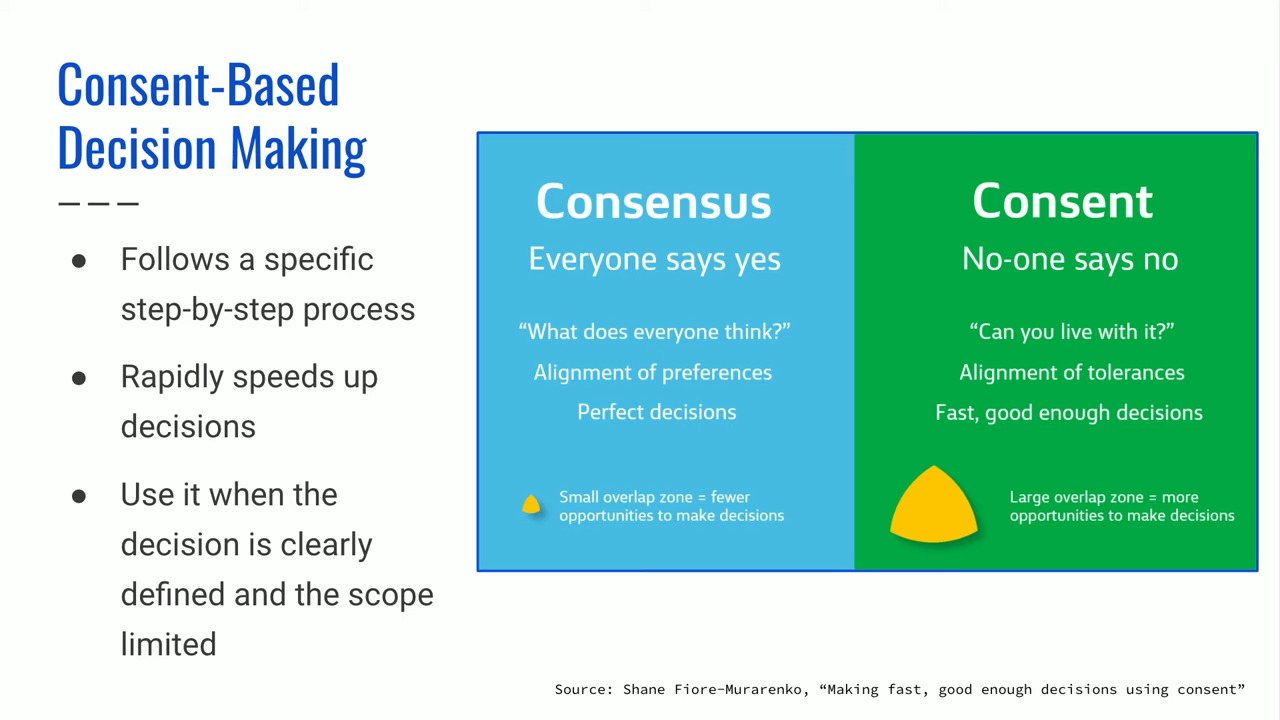 Consent-Based
Decision Making
● Follows a specific
step-by-step process
● Rapidly speeds up
decisions
● Use it when the
decision is clearly
defined and the scope
limited
Consensus
Everyone says yes
“What does everyone think?”
Alignment of preferences
Perfect decisions
Small overlap zone = fewer
opportunities to make decisions
Consent
No-one says no
“Can you live with it?”
Alignment of tolerances
Fast, good enough decisions
Large overlap zone = more
opportunities to make decisions
Source: Shane Fiore-Murarenko, “Making fast, good enough decisions using consent”